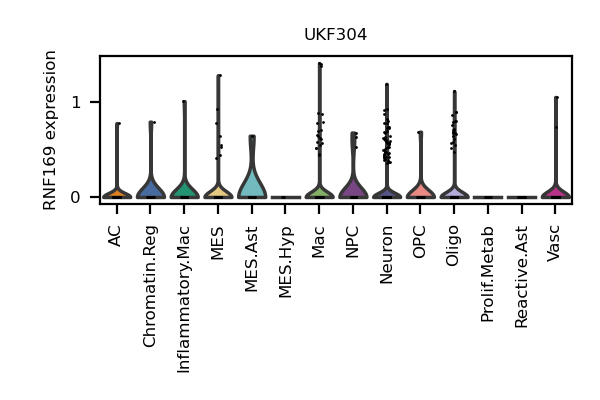 UKF304
RNF169 expression
1
0
AC
Chromatin.Reg
Inflammatory.Mac
MES
MES.Ast
MES.Hyp
Mac
NPC
Neuron
OPC
Oligo
Prolif.Metab
Reactive.Ast
Vasc